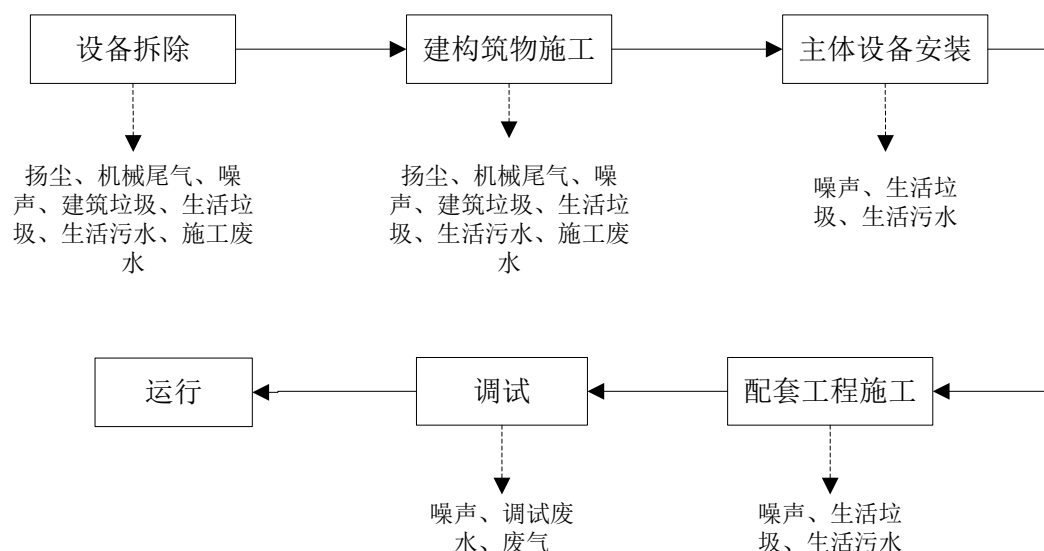 设备拆除
建构筑物施工
主体设备安装
扬尘、机械尾气、噪
声、建筑垃圾、生活垃
圾、生活污水、施工废
水
扬尘、机械尾气、噪
声、建筑垃圾、生活垃
圾、生活污水、施工废
水
噪声、生活垃
圾、生活污水
运行
调试
配套工程施工
噪声、调试废
水、废气
噪声、生活垃
圾、生活污水